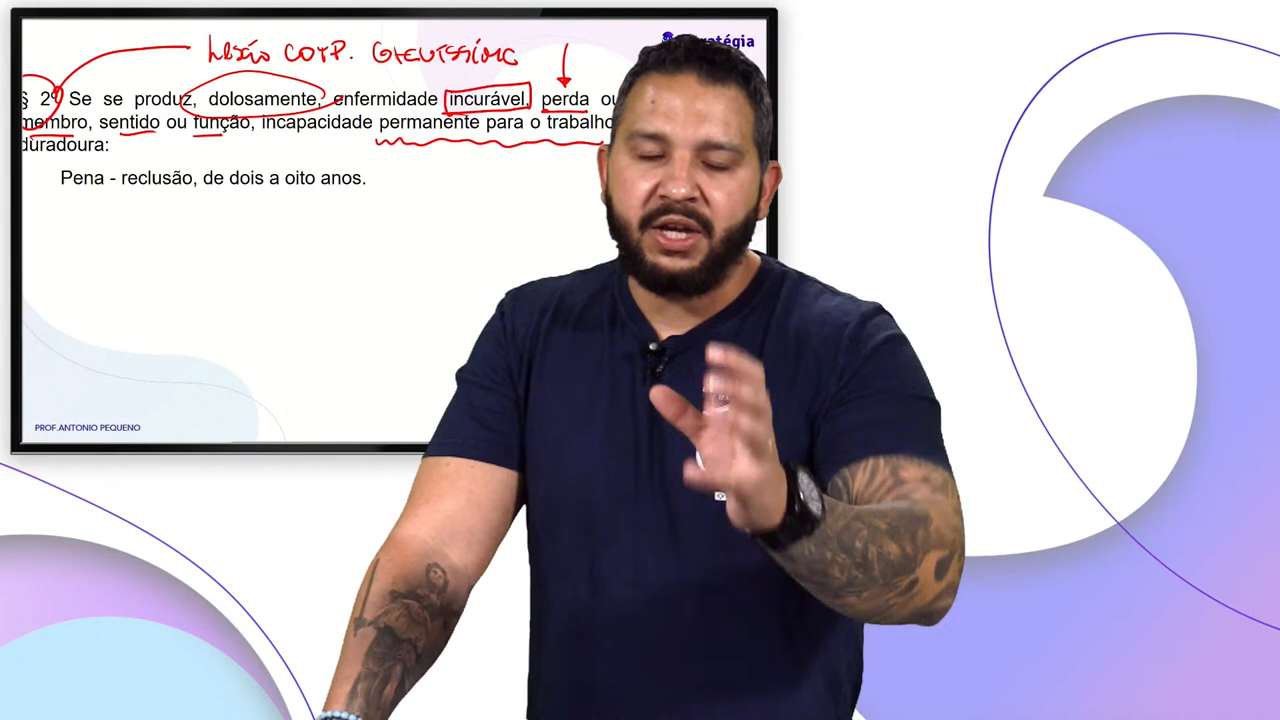 Lesão corp. Gravíssima
tégia
§ 2º Se se produz, dolosamente, enfermidade incurável, perda ou
membro, sentido ou função, incapacidade permanente para o trabalho
duradoura:
Pena - reclusão, de dois a oito anos.
PROF.ANTONIO PEQUENO